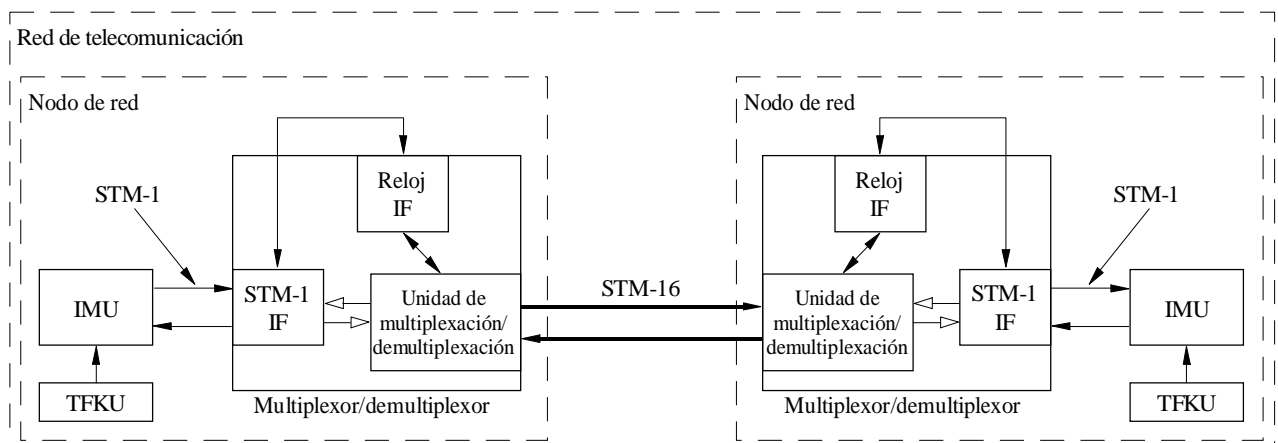 Red de telecomunicación
Nodo de red
Reloj
IF
STM-1
IMU
STM-1
IF
Unidad de
multiplexación/
demultiplexación
TFKU
Multiplexor/demultiplexor
STM-16
Nodo de red
Reloj
IF
STM-1
Unidad de
multiplexación/
demultiplexación
STM-1
IF
IMU
TFKU
Multiplexor/demultiplexor